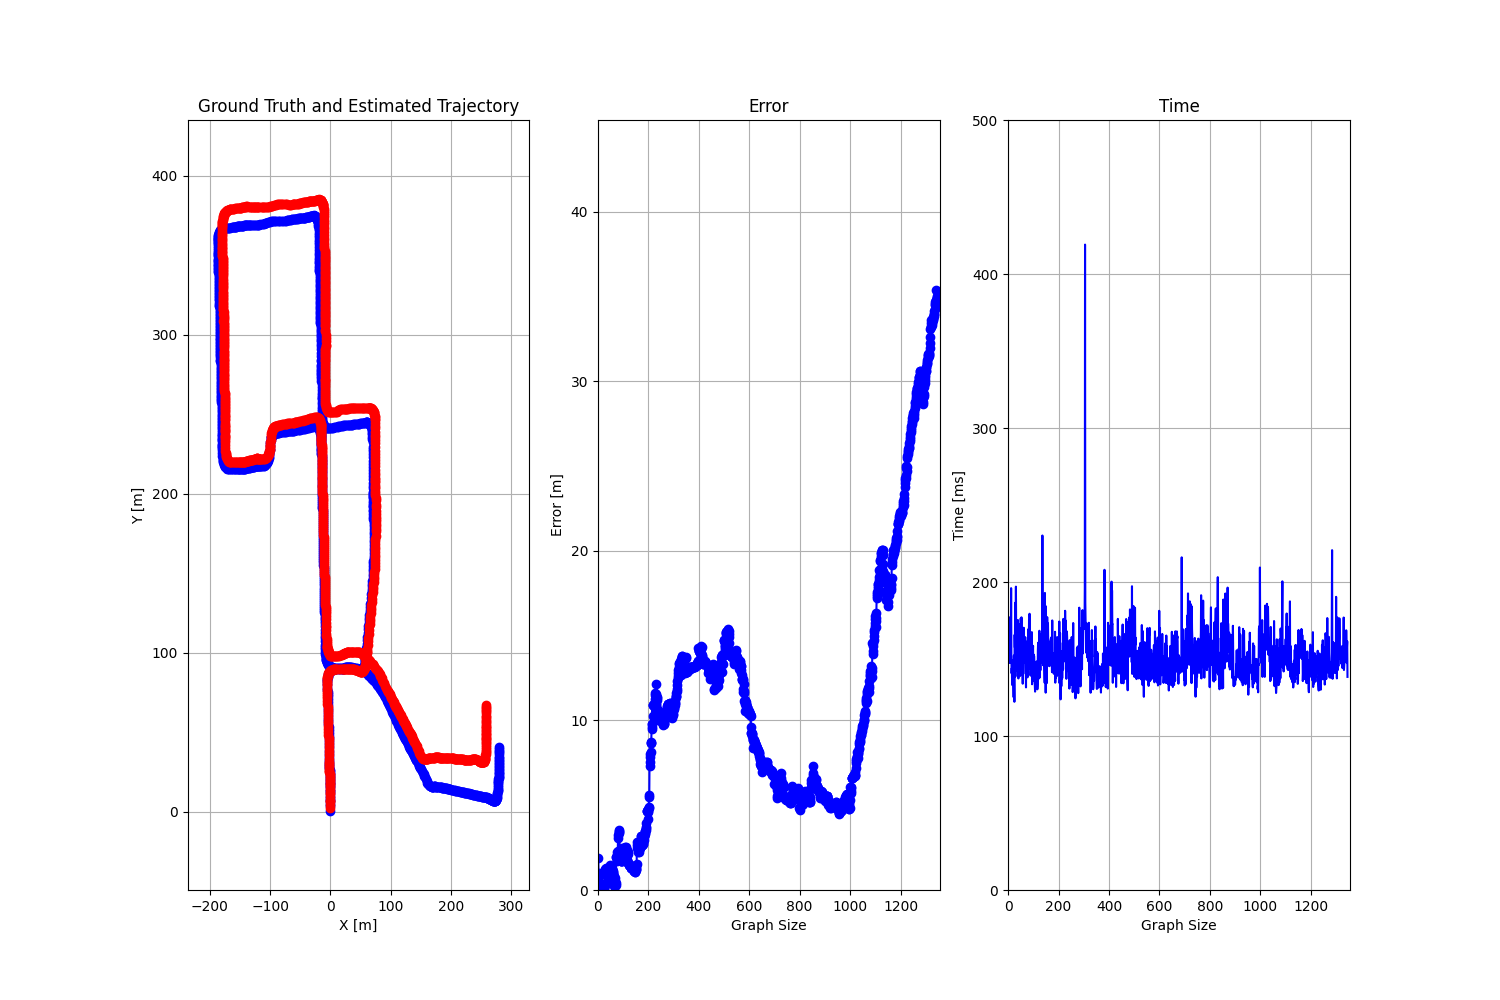 Ground Truth and Estimated Trajectory
400
300
200
100
0
Y [m]
−200 −100 0 100 200 300
X [m]
Error
40
30
20
10
0
Error [m]
0 200 400 600 800 1000 1200
Graph Size
Time
500
400
300
200
100
0
Time [ms]
0 200 400 600 800 1000 1200
Graph Size